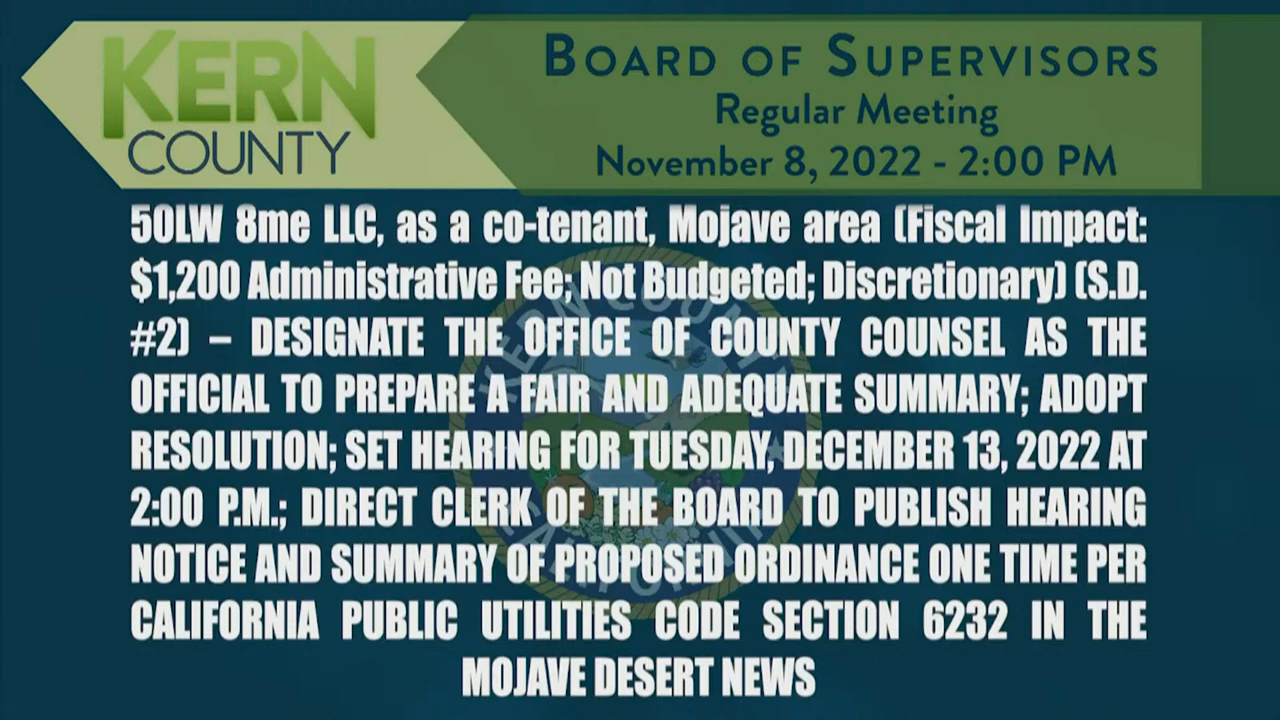 KERN
COUNTY
BOARD OF SUPERVISORS
Regular Meeting
November 8, 2022 - 2:00 PM
50LW 8me LLC, as a co-tenant, Mojave area (Fiscal Impact:
$1,200 Administrative Fee; Not Budgeted; Discretionary) (S.D.
#2) – DESIGNATE THE OFFICE OF COUNTY COUNSEL AS THE
OFFICIAL TO PREPARE A FAIR AND ADEQUATE SUMMARY; ADOPT
RESOLUTION; SET HEARING FOR TUESDAY, DECEMBER 13, 2022 AT
2:00 P.M.; DIRECT CLERK OF THE BOARD TO PUBLISH HEARING
NOTICE AND SUMMARY OF PROPOSED ORDINANCE ONE TIME PER
CALIFORNIA PUBLIC UTILITIES CODE SECTION 6232 IN THE
MOJAVE DESERT NEWS
KERN COUNTY
CALIFORNIA